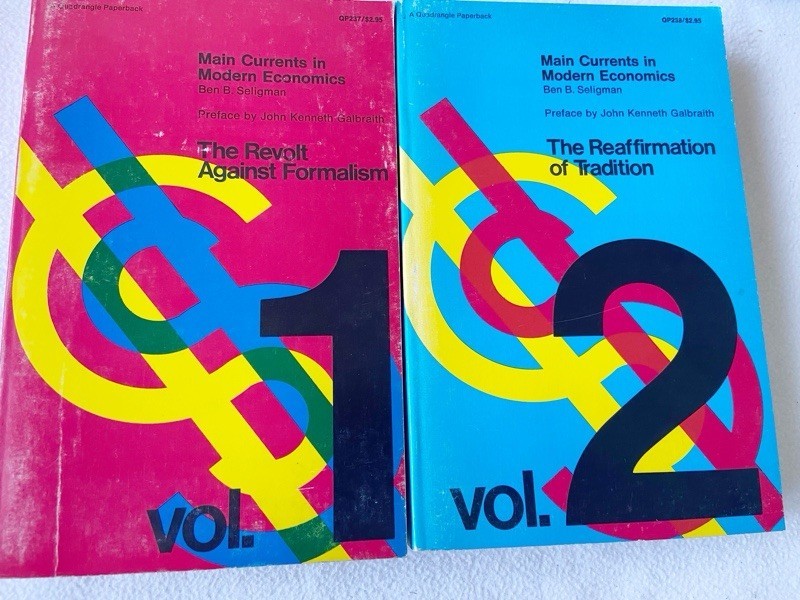 A Quadrangle Paperback
QP237/$2.95
Main Currents in
Modern Economics
Ben B. Seligman
Preface by John Kenneth Galbraith
The Revolt
Against Formalism
vol. 1
A Quadrangle Paperback
QP238/$2.95
Main Currents in
Modern Economics
Ben B. Seligman
Preface by John Kenneth Galbraith
The Reaffirmation
of Tradition
vol. 2